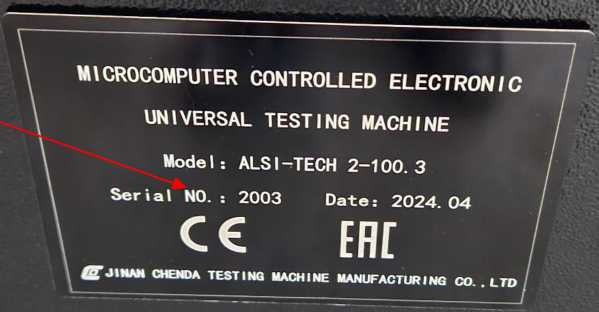 MICROCOMPUTER CONTROLLED ELECTRONIC
UNIVERSAL TESTING MACHINE
Model: ALSI-TECH 2-100.3
Serial NO.: 2003 Date: 2024.04
CE EAC
JINAN CHENDA TESTING MACHINE MANUFACTURING CO., LTD